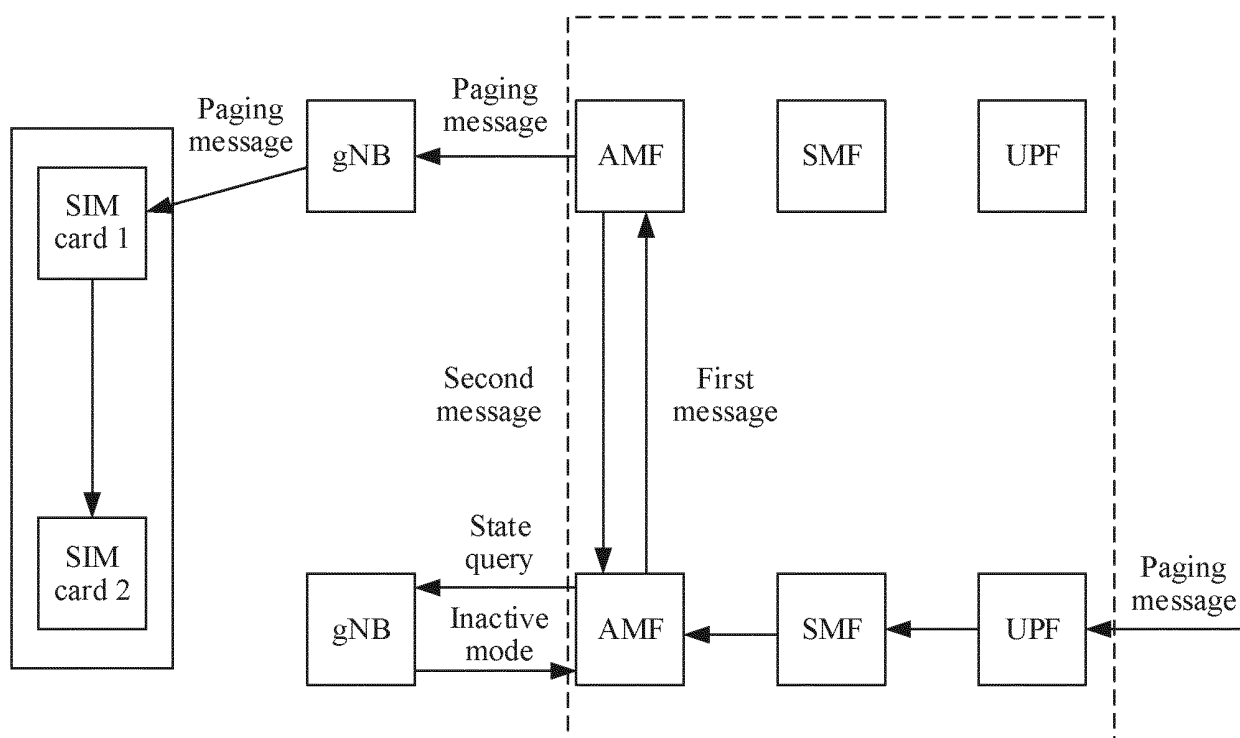 Paging
message
Paging
message
gNB
AMF
SMF
UPF
SIM
card 1
Second
message
First
message
State
query
SIM
card 2
gNB
Inactive
mode
AMF
SMF
UPF
Paging
message